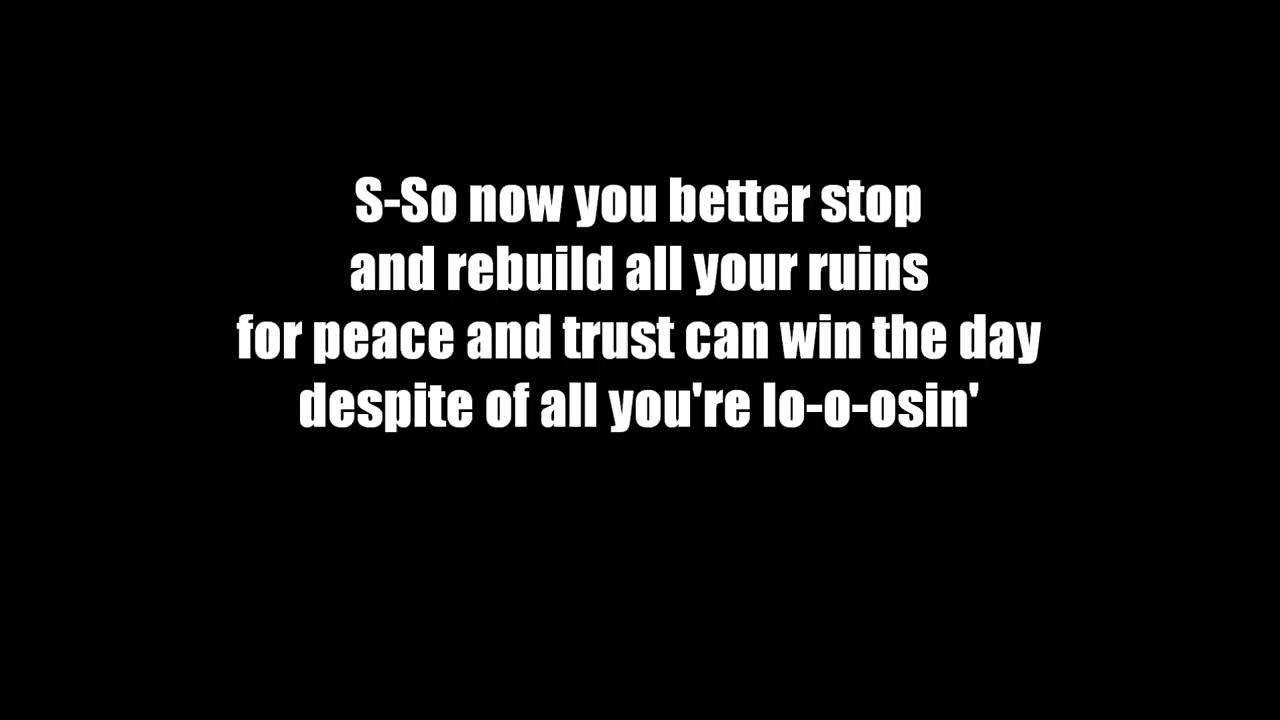 S-So now you better stop
and rebuild all your ruins
for peace and trust can win the day
despite of all you're lo-o-osin'